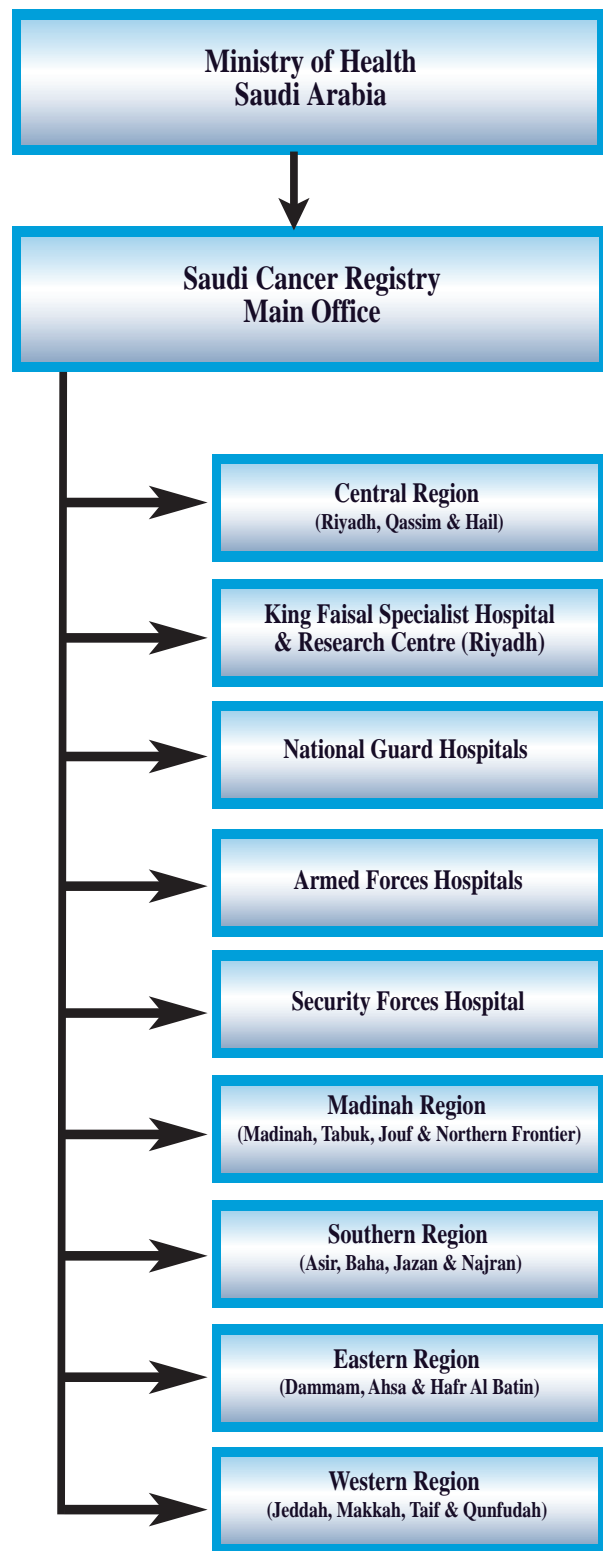 Ministry of Health
Saudi Arabia
Saudi Cancer Registry
Main Office
Central Region
(Riyadh, Qassim & Hail)
King Faisal Specialist Hospital
& Research Centre (Riyadh)
National Guard Hospitals
Armed Forces Hospitals
Security Forces Hospital
Madinah Region
(Madinah, Tabuk, Jouf & Northern Frontier)
Southern Region
(Asir, Baha, Jazan & Najran)
Eastern Region
(Dammam, Ahsa & Hafr Al Batin)
Western Region
(Jeddah, Makkah, Taif & Qunfudah)